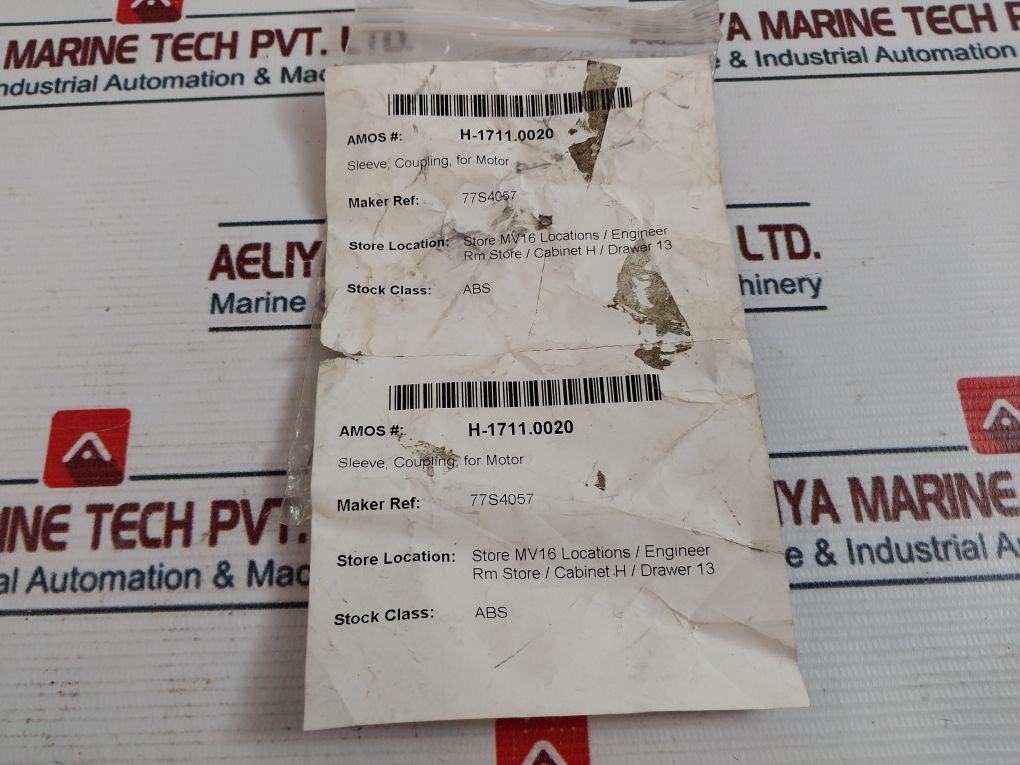 MARINE TECH PVT. LTD.
ndustrial Automation & Mac
YA MARINE TECH
e & Industrial Automation
AMOS #: H-1711.0020
Sleeve, Coupling, for Motor
Maker Ref: 77S4057
Store Location: Store MV16 Locations / Engineer
Rm Store / Cabinet H / Drawer 13
Stock Class: ABS
AELIY LTD.
Marine & hinery
AMOS #: H-1711.0020
Sleeve, Coupling, for Motor
Maker Ref: 77S4057
Store Location: Store MV16 Locations / Engineer
Rm Store / Cabinet H / Drawer 13
Stock Class: ABS
INE TECH PVT.
al Automation & Mac
IYA MARINE
e & Industrial A